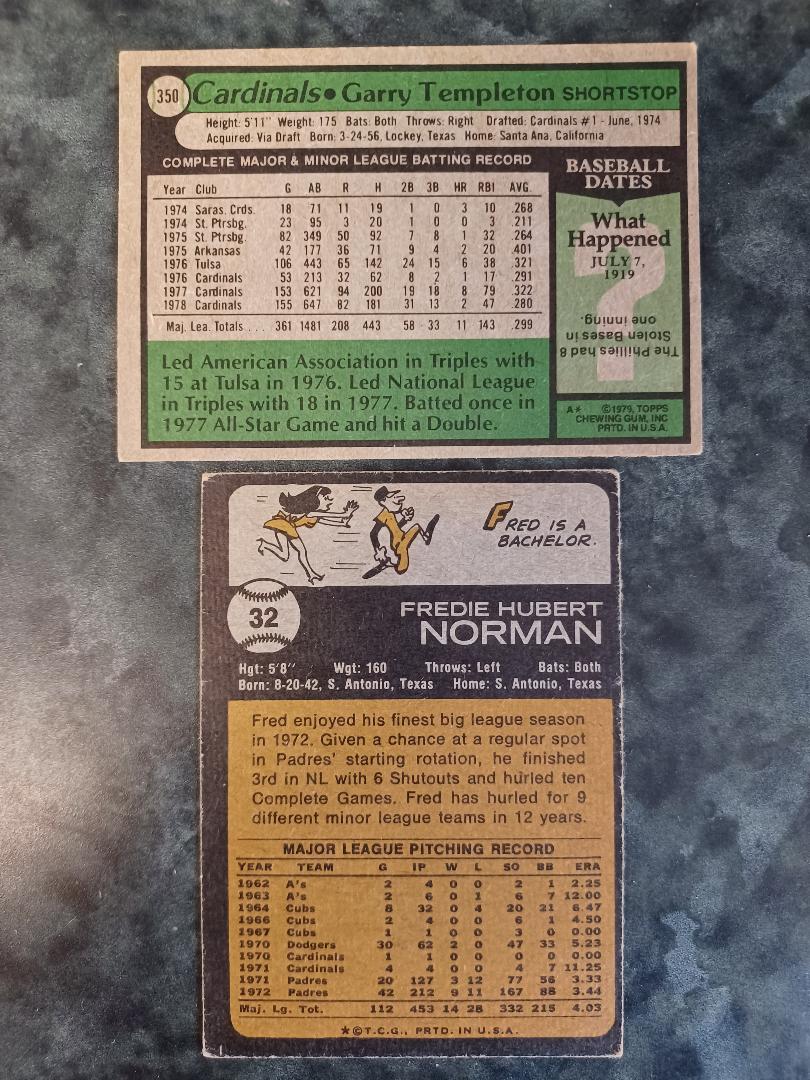 350 Cardinals• Garry Templeton SHORTSTOP
Height: 5'11" Weight: 175 Bats: Both Throws: Right Drafted: Cardinals #1 - June, 1974
Acquired: Via Draft Born: 3-24-56, Lockey, Texas Home: Santa Ana, California
COMPLETE MAJOR & MINOR LEAGUE BATTING RECORD
Year Club G AB R H 2B 3B HR RBI AVG.
1974 Saras. Crds. 18 71 11 19 1 0 3 10 .268
1974 St. Ptrsbg. 23 95 3 20 1 0 0 3 .211
1975 St. Ptrsbg. 82 349 50 92 7 8 1 32 .264
1975 Arkansas 42 177 36 71 9 4 2 20 .401
1976 Tulsa 106 443 65 142 24 15 6 38 .321
1976 Cardinals 53 213 32 62 8 2 1 17 .291
1977 Cardinals 153 621 94 200 19 18 8 79 .322
1978 Cardinals 155 647 82 181 31 13 2 47 .280
Maj. Lea. Totals . . . 361 1481 208 443 58 33 11 143 .299
Led American Association in Triples with
15 at Tulsa in 1976. Led National League
in Triples with 18 in 1977. Batted once in
1977 All-Star Game and hit a Double.
BASEBALL
DATES
What
Happened
JULY 7,
1919
?
The Phillies had 8
Stolen Bases in
one inning.
A* ©1979, TOPPS
CHEWING GUM, INC
PRTD. IN U.S.A.
FRED IS A
BACHELOR.
32
FREDIE HUBERT
NORMAN
Hgt: 5'8" Wgt: 160 Throws: Left Bats: Both
Born: 8-20-42, S. Antonio, Texas Home: S. Antonio, Texas
Fred enjoyed his finest big league season
in 1972. Given a chance at a regular spot
in Padres' starting rotation, he finished
3rd in NL with 6 Shutouts and hurled ten
Complete Games. Fred has hurled for 9
different minor league teams in 12 years.
MAJOR LEAGUE PITCHING RECORD
YEAR TEAM G IP W L SO BB ERA
1962 A's 2 4 0 0 2 1 2.25
1963 A's 2 6 0 1 6 7 12.00
1964 Cubs 8 32 0 4 20 21 6.47
1966 Cubs 2 4 0 0 6 1 4.50
1967 Cubs 1 1 0 0 3 0 0.00
1970 Dodgers 30 62 2 0 47 33 5.23
1970 Cardinals 1 1 0 0 0 0 0.00
1971 Cardinals 4 4 0 0 4 7 11.25
1971 Padres 20 127 3 12 77 56 3.33
1972 Padres 42 212 9 11 167 88 3.44
Maj. Lg. Tot. 112 453 14 28 332 215 4.03
★©T.C.G., PRTD. IN U.S.A.